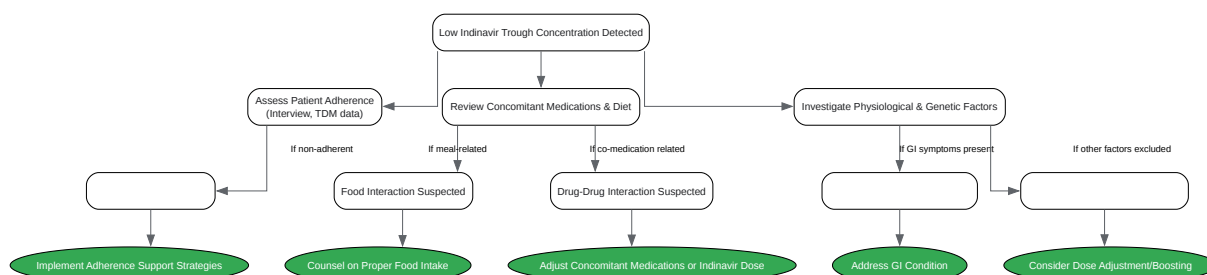 Low Indinavir Trough Concentration Detected
Assess Patient Adherence
(Interview, TDM data)
Review Concomitant Medications & Diet
Investigate Physiological & Genetic Factors
If non-adherent
If meal-related
If co-medication related
If GI symptoms present
If other factors excluded
Food Interaction Suspected
Drug-Drug Interaction Suspected
Implement Adherence Support Strategies
Counsel on Proper Food Intake
Adjust Concomitant Medications or Indinavir Dose
Address GI Condition
Consider Dose Adjustment/Boosting